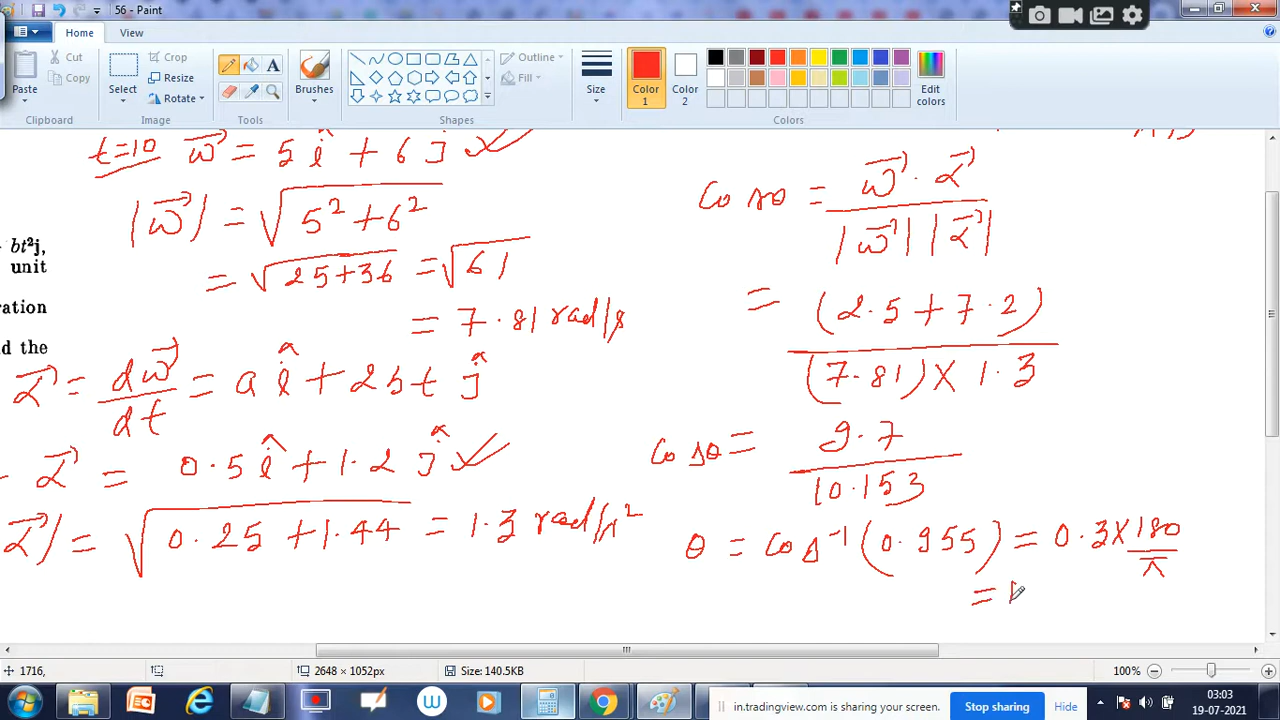 56 - Paint
Home View
Cut
Copy
Paste
Clipboard
Select
Crop
Resize
Rotate
Image
A
Tools
Brushes
Outline
Fill
Shapes
Size
Color 1
Color 2
Edit colors
Colors
t=10 ω⃗ = 5 î + 6 ĵ ✓
|ω⃗| = √5² + 6²
= √25+36 = √61
= 7.81 rad/s
bt²j,
unit
ration
d the
α⃗ = dω⃗/dt = a î + 2bt ĵ
α⃗ = 0.5 î + 1.2 ĵ ✓
α⃗| = √0.25 + 1.44 = 1.3 rad/s²
Cosθ = ω⃗ . α⃗ / |ω⃗| |α⃗|
= (2.5 + 7.2) / (7.81) × 1.3
Cosθ = 9.7 / 10.153
θ = Cos⁻¹ (0.955) = 0.3 × 180/π
=
1716,
2648 × 1052px
Size: 140.5KB
100%
in.tradingview.com is sharing your screen.
Stop sharing
Hide
03:03
19-07-2021